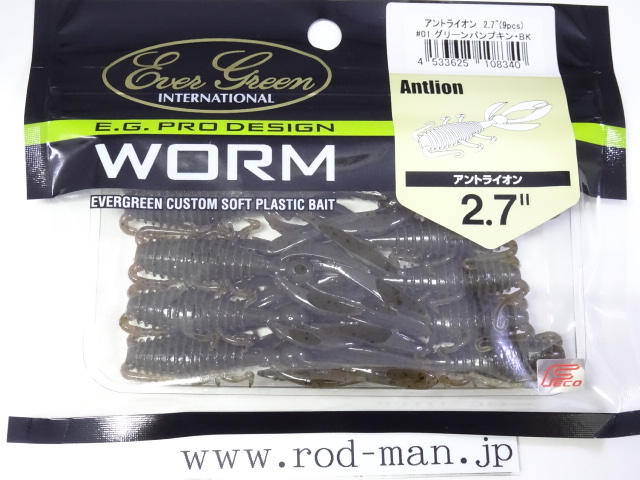 アントライオン 2.7"(9pcs)
#01 グリーンパンプキン・BK
4 533625 108340
Ever Green
INTERNATIONAL
Antlion
E.G. PRO DESIGN
WORM
EVERGREEN CUSTOM SOFT PLASTIC BAIT
アントライオン
2.7"
FECO
www.rod-man.jp